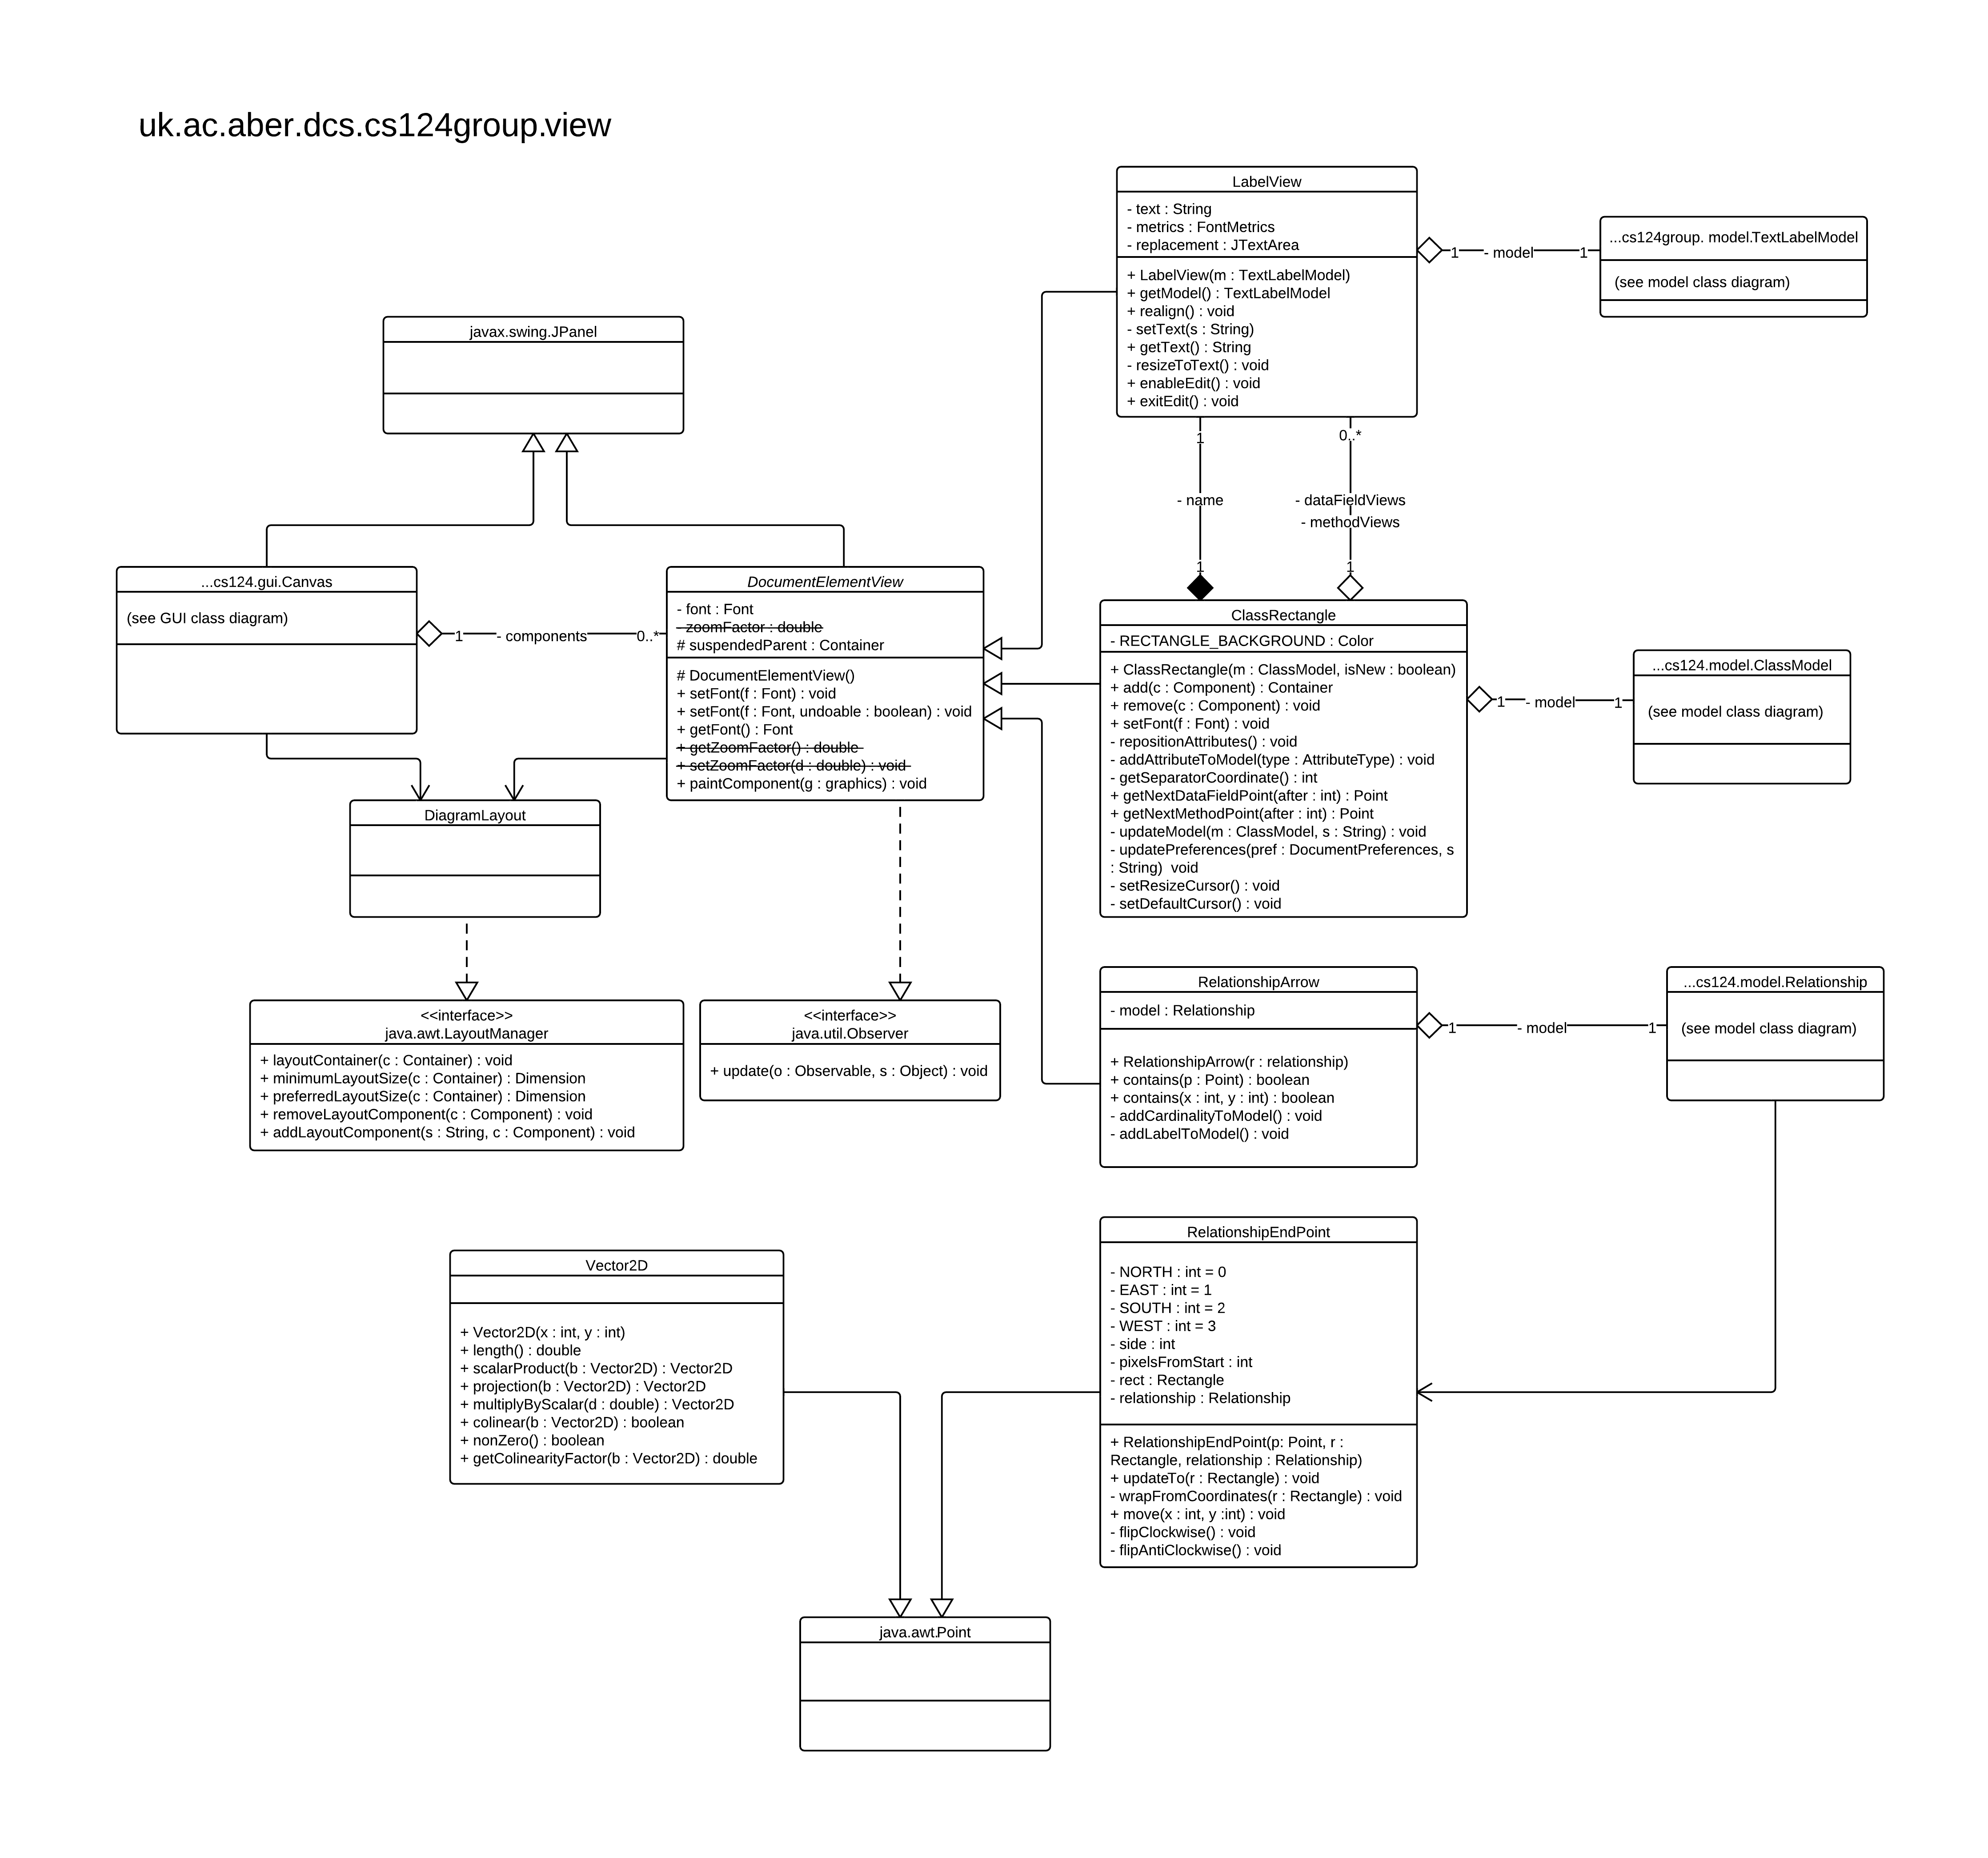 uk.ac.aber.dcs.cs124group.view
LabelView
- text : String
- metrics : FontMetrics
- replacement : JTextArea
+ LabelView(m : TextLabelModel)
+ getModel() : TextLabelModel
+ realign() : void
- setText(s : String)
+ getText() : String
- resizeToText() : void
+ enableEdit() : void
+ exitEdit() : void
1
- model
1
...cs124group. model.TextLabelModel
(see model class diagram)
javax.swing.JPanel
1
0..*
- name
- dataFieldViews
- methodViews
1
1
...cs124.gui.Canvas
(see GUI class diagram)
1
- components
0..*
DocumentElementView
- font : Font
- zoomFactor : double
# suspendedParent : Container
# DocumentElementView()
+ setFont(f : Font) : void
+ setFont(f : Font, undoable : boolean) : void
+ getFont() : Font
+ getZoomFactor() : double
+ setZoomFactor(d : double) : void
+ paintComponent(g : graphics) : void
ClassRectangle
- RECTANGLE_BACKGROUND : Color
+ ClassRectangle(m : ClassModel, isNew : boolean)
+ add(c : Component) : Container
+ remove(c : Component) : void
+ setFont(f : Font) : void
- repositionAttributes() : void
- addAttributeToModel(type : AttributeType) : void
- getSeparatorCoordinate() : int
+ getNextDataFieldPoint(after : int) : Point
+ getNextMethodPoint(after : int) : Point
- updateModel(m : ClassModel, s : String) : void
- updatePreferences(pref : DocumentPreferences, s
: String)  void
- setResizeCursor() : void
- setDefaultCursor() : void
1
- model
1
...cs124.model.ClassModel
(see model class diagram)
DiagramLayout
<<interface>>
java.awt.LayoutManager
+ layoutContainer(c : Container) : void
+ minimumLayoutSize(c : Container) : Dimension
+ preferredLayoutSize(c : Container) : Dimension
+ removeLayoutComponent(c : Component) : void
+ addLayoutComponent(s : String, c : Component) : void
<<interface>>
java.util.Observer
+ update(o : Observable, s : Object) : void
RelationshipArrow
- model : Relationship
+ RelationshipArrow(r : relationship)
+ contains(p : Point) : boolean
+ contains(x : int, y : int) : boolean
- addCardinalityToModel() : void
- addLabelToModel() : void
1
- model
1
...cs124.model.Relationship
(see model class diagram)
Vector2D
+ Vector2D(x : int, y : int)
+ length() : double
+ scalarProduct(b : Vector2D) : Vector2D
+ projection(b : Vector2D) : Vector2D
+ multiplyByScalar(d : double) : Vector2D
+ colinear(b : Vector2D) : boolean
+ nonZero() : boolean
+ getColinearityFactor(b : Vector2D) : double
RelationshipEndPoint
- NORTH : int = 0
- EAST : int = 1
- SOUTH : int = 2
- WEST : int = 3
- side : int
- pixelsFromStart : int
- rect : Rectangle
- relationship : Relationship
+ RelationshipEndPoint(p: Point, r :
Rectangle, relationship : Relationship)
+ updateTo(r : Rectangle) : void
- wrapFromCoordinates(r : Rectangle) : void
+ move(x : int, y :int) : void
- flipClockwise() : void
- flipAntiClockwise() : void
java.awt.Point